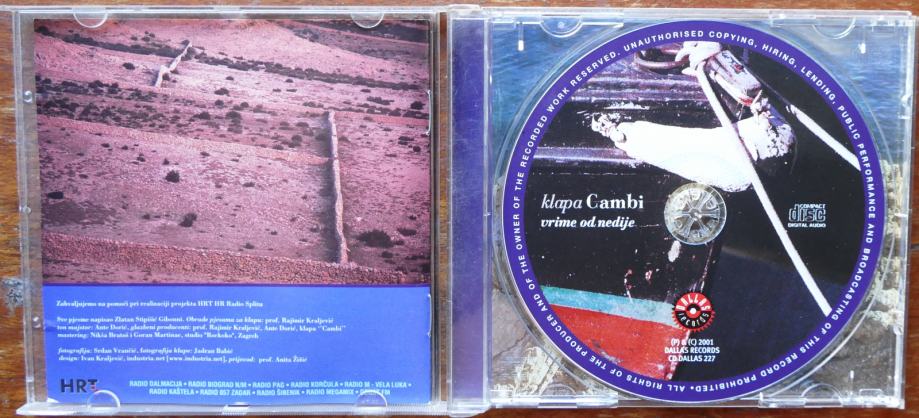 Zahvaljujemo na pomoći pri realizaciji projekta HRT HR Radio Splitu
Sve pjesme napisao Zlatan Stipišić Gibonni. Obrade pjesama za klapu: prof. Rajimir Kraljević
ton majstor: Ante Dorić, glazbeni producenti: prof. Rajimir Kraljević, Ante Dorić, klapa "Cambi"
mastering: Nikša Bratoš i Goran Martinac, studio "Rockoko", Zagreb
fotografija: Srđan Vrančić, fotografija klape: Jadran Babić
design: Ivan Kraljević, industria.net [www.industria.net], prijevod: prof. Anita Žižić
HRT
RADIO DALMACIJA • RADIO BIOGRAD N/M • RADIO PAG • RADIO KORČULA • RADIO M - VELA LUKA •
RADIO KAŠTELA • RADIO 057 ZADAR • RADIO ŠIBENIK • RADIO MEGAMIX • FM
THE PRODUCER AND OF THE OWNER OF THE RECORDED WORK RESERVED. UNAUTHORISED COPYING, HIRING, LENDING, PUBLIC PERFORMANCE AND BROADCASTING OF THIS RECORD PROHIBITED • ALL RIGHTS OF
klapa Cambi
vrime od nedije
COMPACT
disc
DIGITAL AUDIO
DALLAS
records
(P) & (C) 2001
DALLAS RECORDS
CD-DALLAS 227